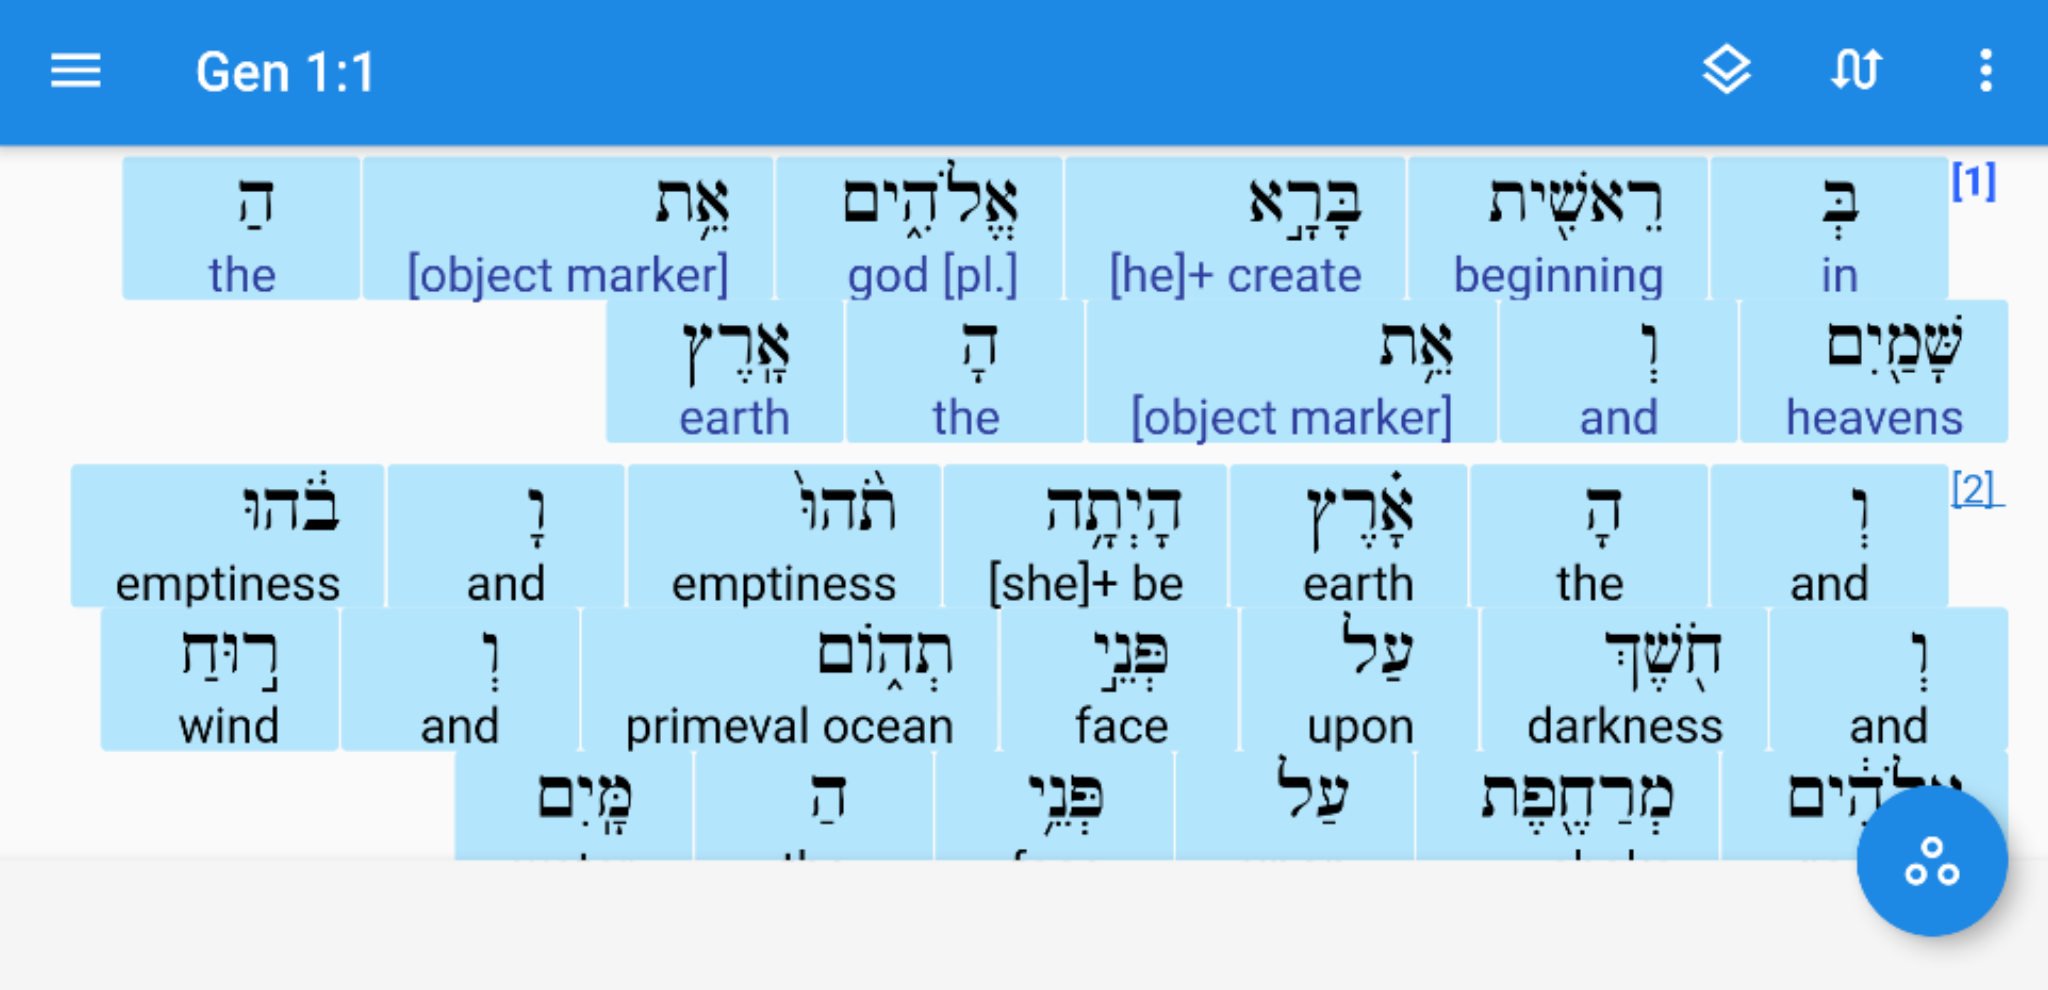 Gen 1:1
[1] בְּ רֵאשִׁ֖ית בָּרָ֣א אֱלֹהִ֑ים אֵ֥ת הַ
in beginning [he]+ create god [pl.] [object marker] the
שָּׁמַ֖יִם וְ אֵ֥ת הָ אָֽרֶץ
heavens and [object marker] the earth
[2] וְ הָ אָ֗רֶץ הָיְתָ֥ה תֹ֙הוּ֙ וָ בֹ֔הוּ
and the earth [she]+ be emptiness and emptiness
וְ חֹ֖שֶׁךְ עַל פְּנֵ֣י תְהֹ֑ום וְ ר֣וּחַ
and darkness upon face primeval ocean and wind
מְרַחֶ֖פֶת עַל פְּנֵ֥י הַ מָּֽיִם